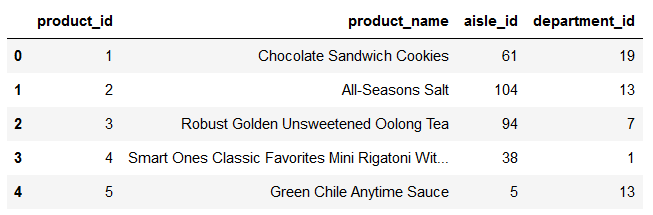 product_id product_name aisle_id department_id
0 1 Chocolate Sandwich Cookies 61 19
1 2 All-Seasons Salt 104 13
2 3 Robust Golden Unsweetened Oolong Tea 94 7
3 4 Smart Ones Classic Favorites Mini Rigatoni Wit... 38 1
4 5 Green Chile Anytime Sauce 5 13